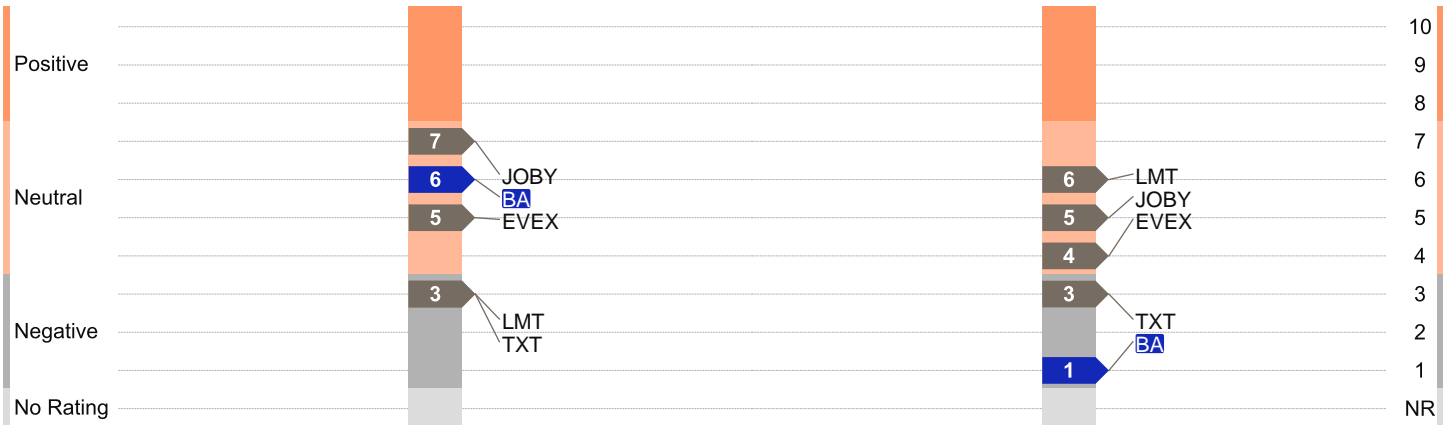 10
Positive
9
8
7
7
JOBY
6
BA
6
LMT
6
Neutral
JOBY
5
EVEX
5
EVEX
5
4
4
3
3
3
LMT
TXT
TXT
BA
Negative
2
1
1
No Rating
NR